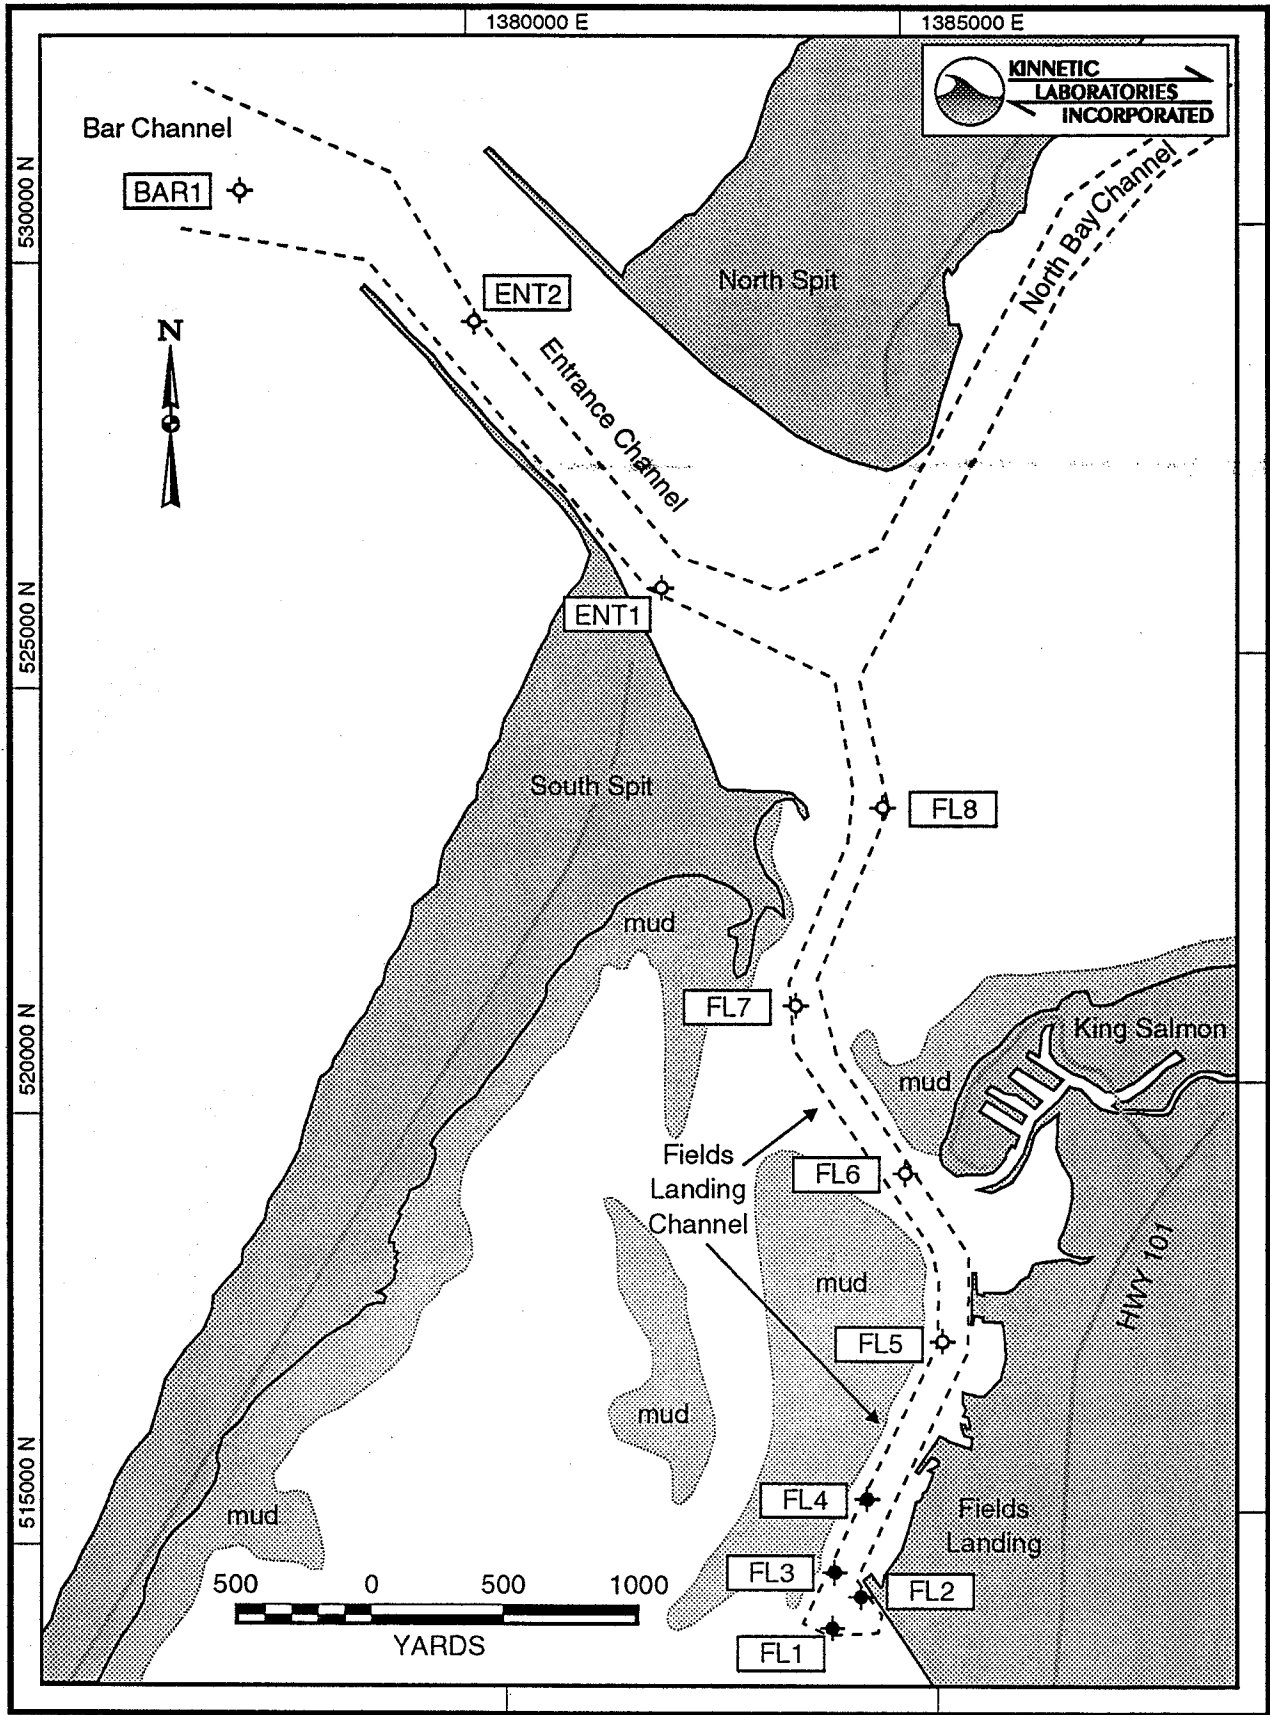 1380000 E
1385000 E
KINNETIC
LABORATORIES
INCORPORATED
Bar Channel
BAR1
530000 N
North Bay Channel
North Spit
ENT2
N
Entrance Channel
525000 N
ENT1
South Spit
FL8
mud
FL7
520000 N
King Salmon
mud
Fields
Landing
Channel
FL6
HWY 101
mud
FL5
mud
515000 N
FL4
mud
Fields
Landing
FL3
FL2
500 0 500 1000
YARDS
FL1